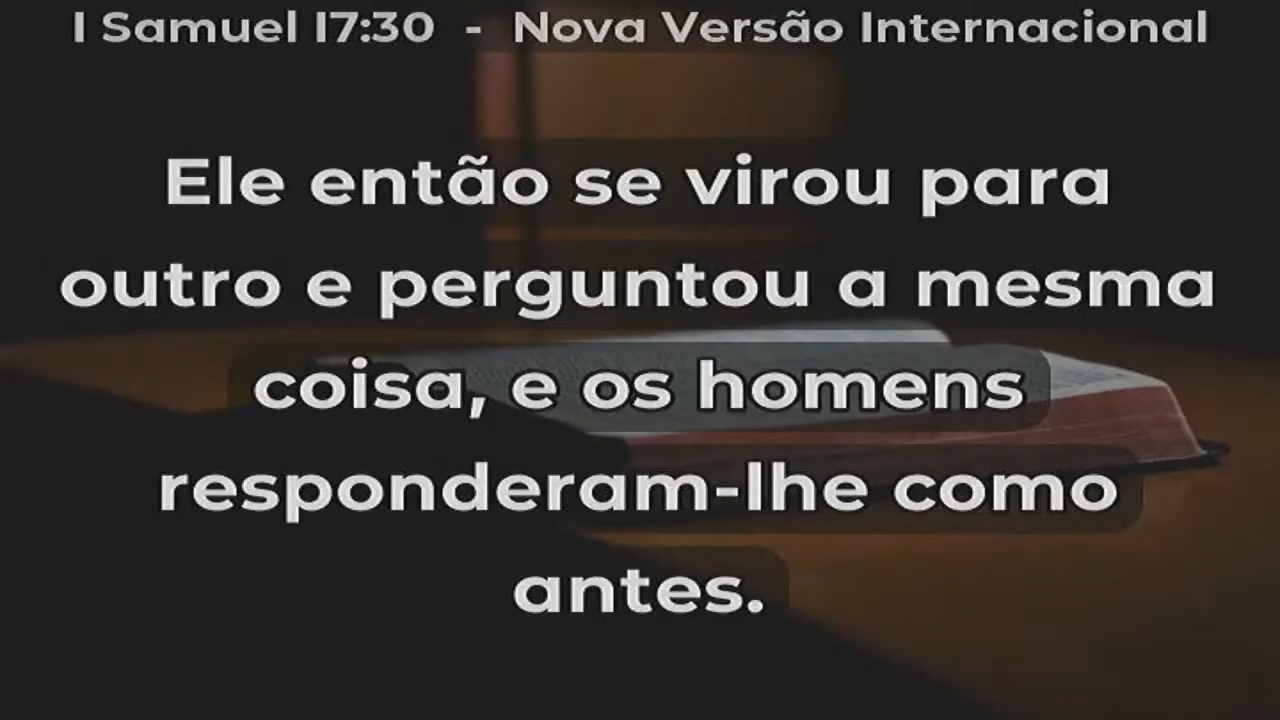 1 Samuel 17:30 - Nova Versão Internacional
Ele então se virou para
outro e perguntou a mesma
coisa, e os homens
responderam-lhe como
antes.